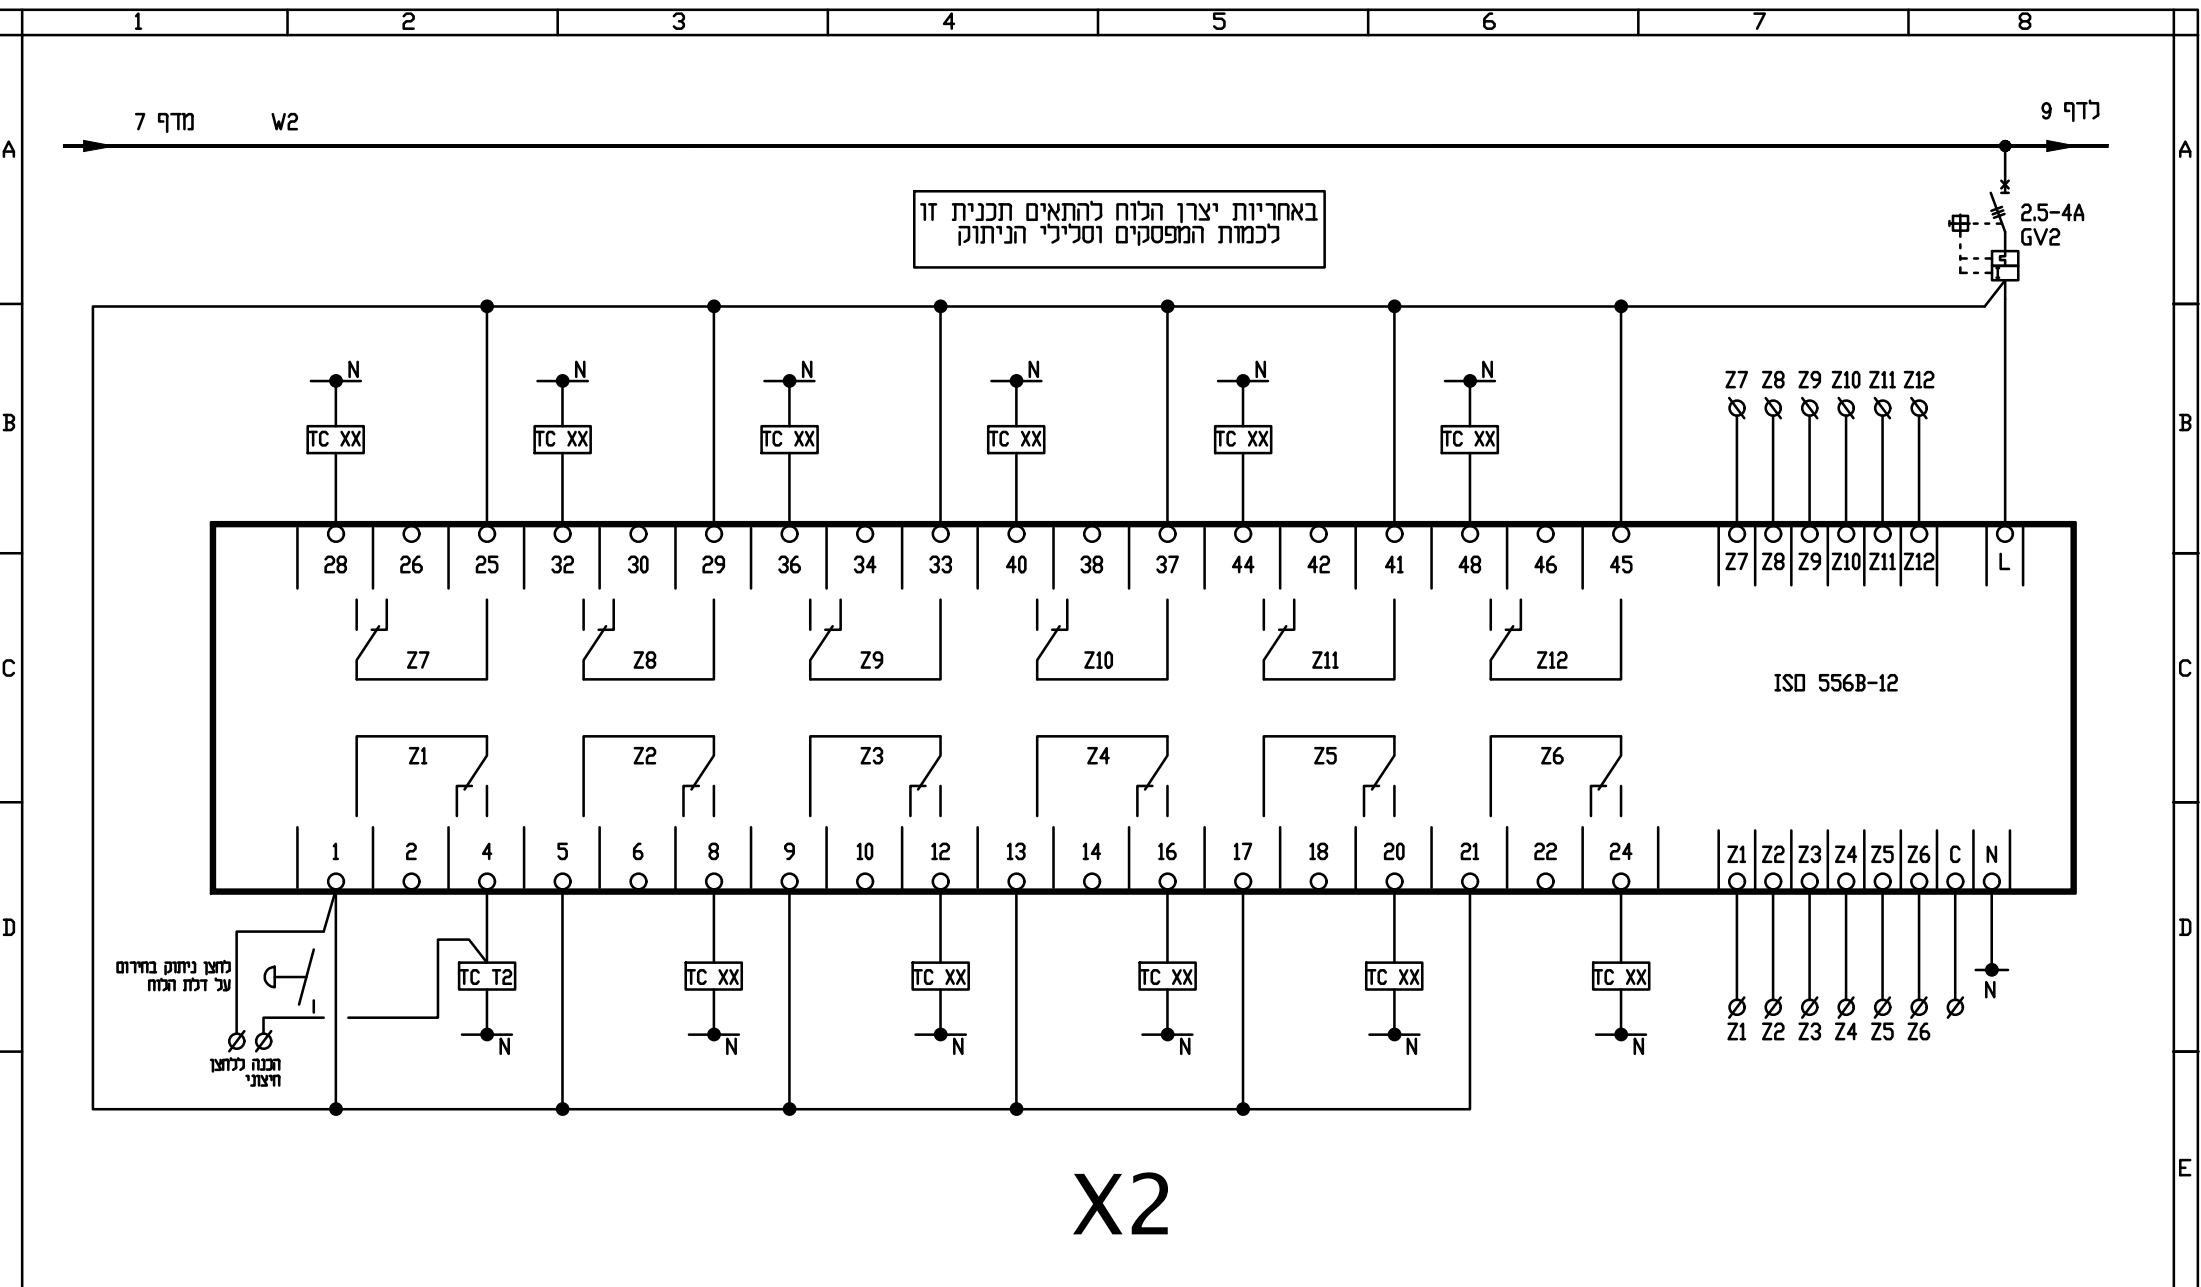 1 2 3 4 5 6 7 8
מדף 7 W2 לדף 9
A A
באחריות יצרן הלוח להתאים תכנית זו
לכמות המפסקים וסלילי הניתוק
2.5-4A
GV2
N N N N N N
Z7 Z8 Z9 Z10 Z11 Z12
B B
TC XX TC XX TC XX TC XX TC XX TC XX
28 26 25 32 30 29 36 34 33 40 38 37 44 42 41 48 46 45 Z7 Z8 Z9 Z10 Z11 Z12 L
Z7 Z8 Z9 Z10 Z11 Z12
C C
ISO 556B-12
Z1 Z2 Z3 Z4 Z5 Z6
1 2 4 5 6 8 9 10 12 13 14 16 17 18 20 21 22 24 Z1 Z2 Z3 Z4 Z5 Z6 C N
D D
לחצן ניתוק בחירום
על דלת הלוח
TC T2 TC XX TC XX TC XX TC XX TC XX
N
Z1 Z2 Z3 Z4 Z5 Z6
N N N N N N
הכנה ללחצן
חיצוני
E
X2